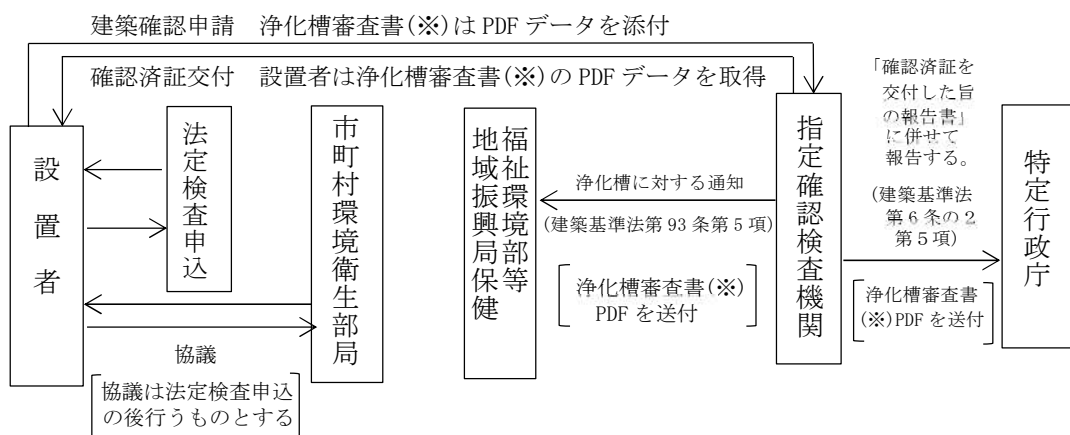 建築確認申請　浄化槽審査書(※)は PDF データを添付
確認済証交付　設置者は浄化槽審査書(※)の PDF データを取得
設置者
法定検査申込
協議
協議は法定検査申込
の後行うものとする
市町村環境衛生部局
地域振興局保健
福祉環境部等
浄化槽に対する通知
(建築基準法第 93 条第 5 項)
浄化槽審査書(※)
PDF を送付
指定確認検査機関
「確認済証を
交付した旨
の報告書」
に併せて
報告する。
(建築基準法
第 6 条の 2
第 5 項)
浄化槽審査書
(※)PDF を送付
特定行政庁